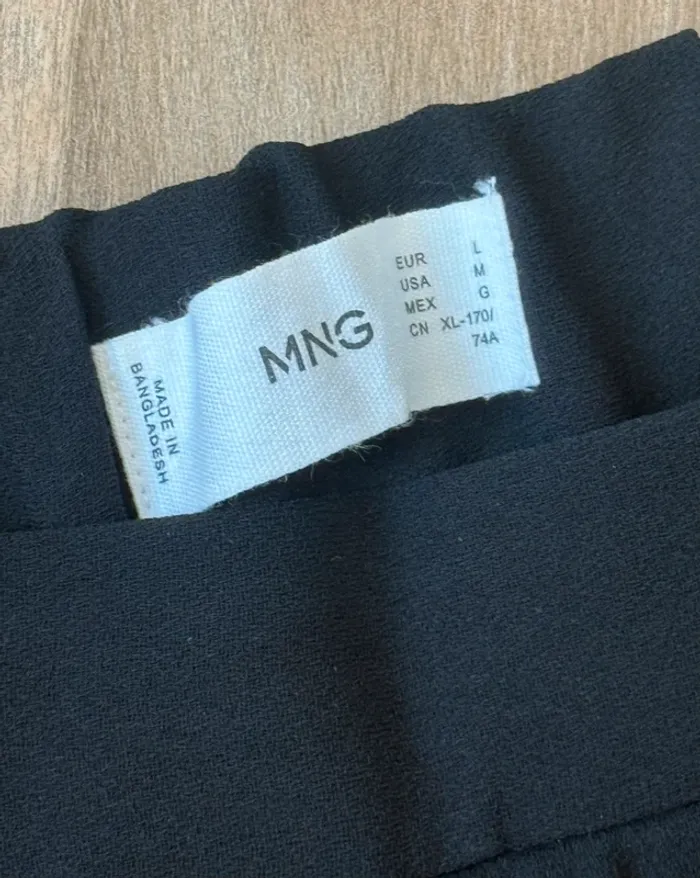 MNG
EUR L
USA M
MEX G
CN XL-170/
74A
MADE IN
BANGLADESH